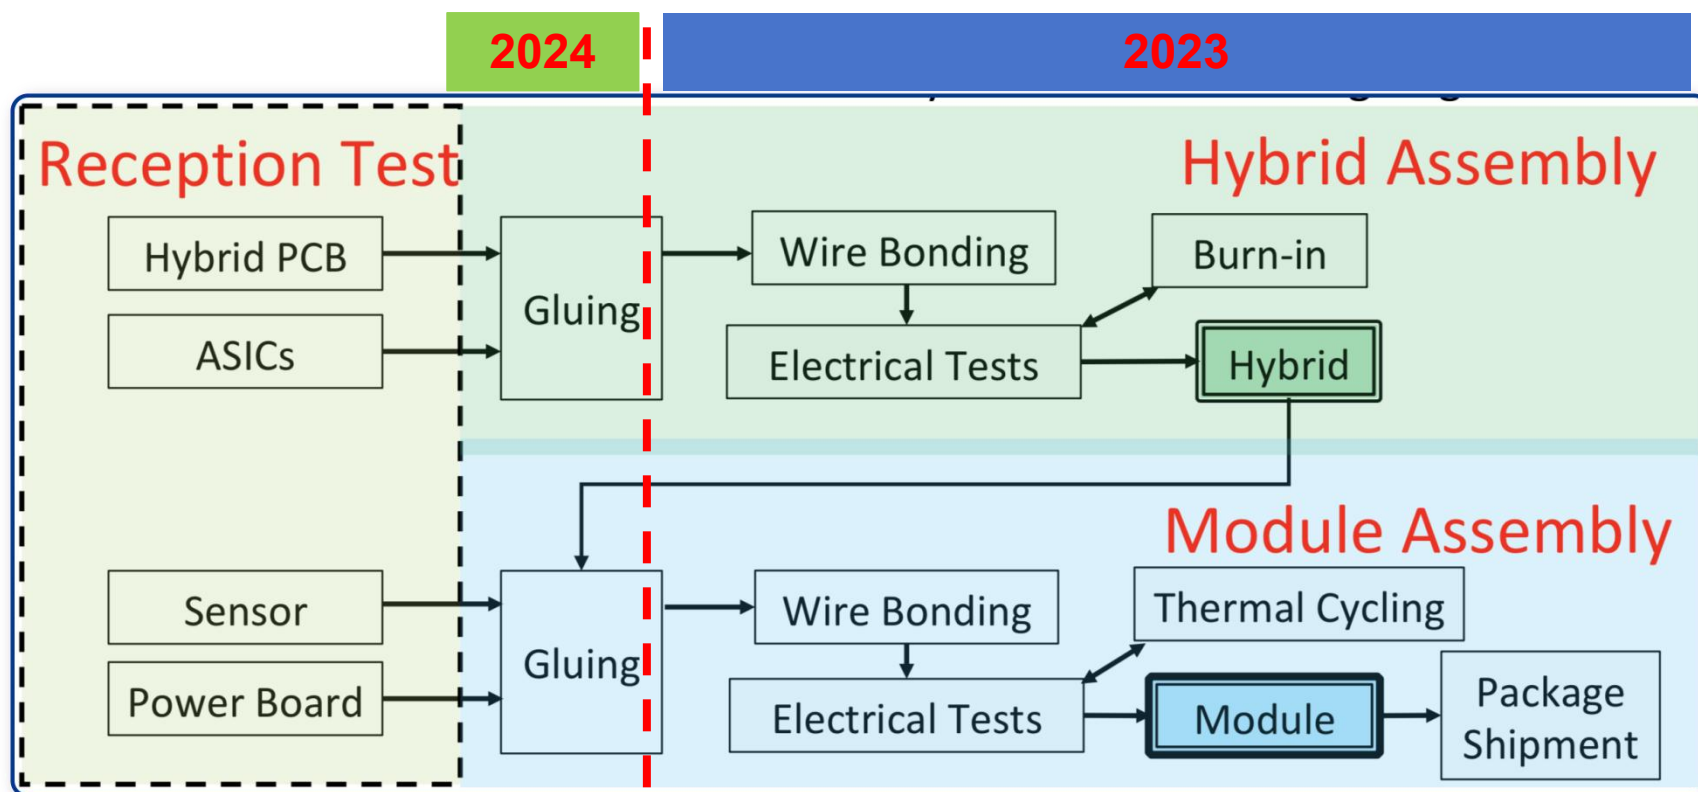 2024
2023
Reception Test
Hybrid Assembly
Hybrid PCB
ASICs
Gluing
Wire Bonding
Burn-in
Electrical Tests
Hybrid
Module Assembly
Sensor
Power Board
Gluing
Wire Bonding
Thermal Cycling
Electrical Tests
Module
Package
Shipment